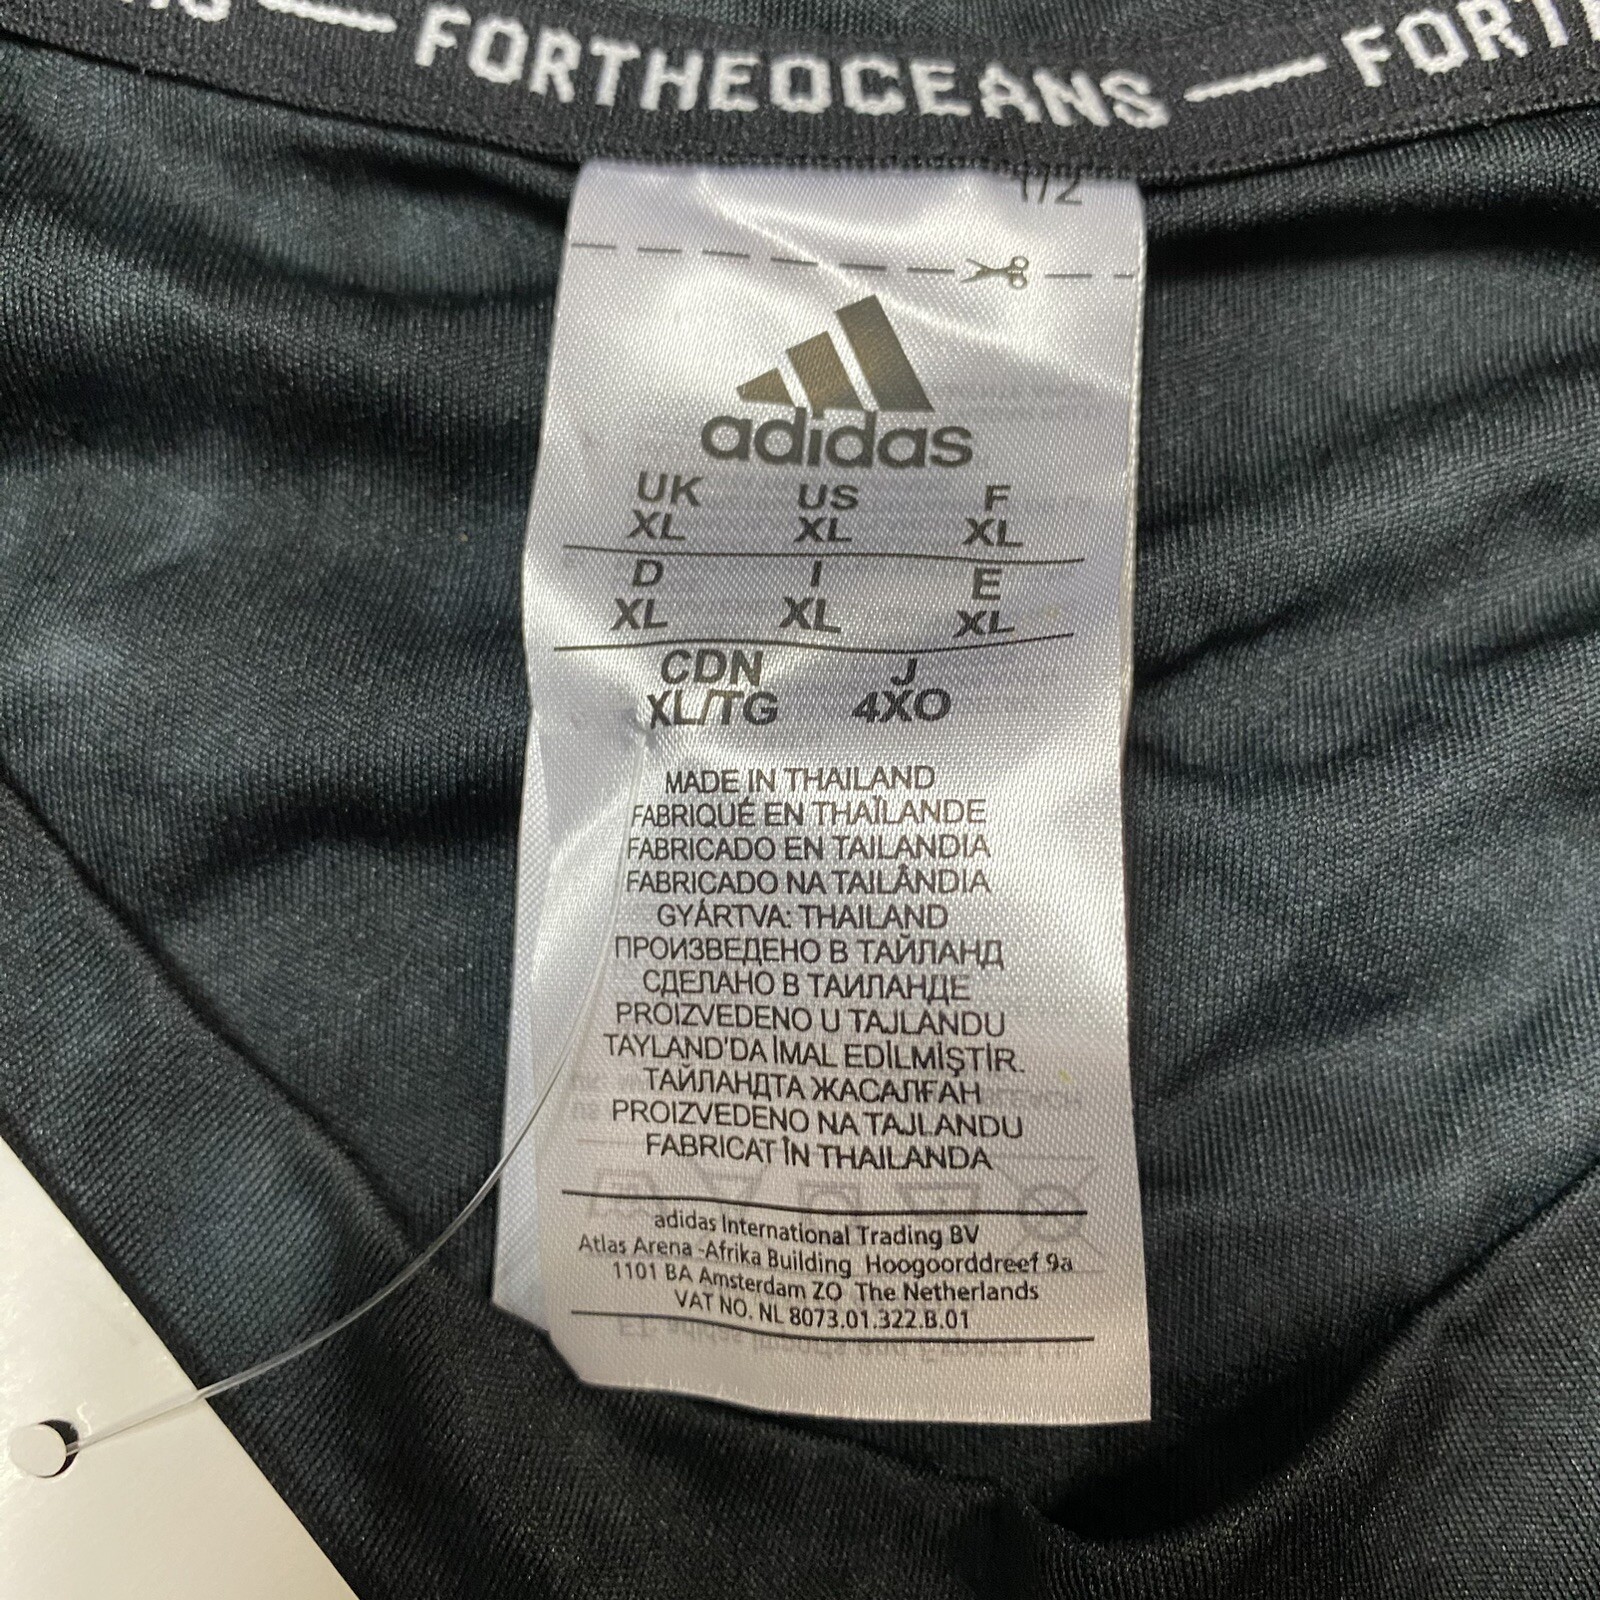 — FORTHEOCEANS —
1/2
adidas
UK US F
XL XL XL
D I E
XL XL XL
CDN J
XL/TG 4XO
MADE IN THAILAND
FABRIQUÉ EN THAÏLANDE
FABRICADO EN TAILANDIA
FABRICADO NA TAILÂNDIA
GYÁRTVA: THAILAND
ПРОИЗВЕДЕНО В ТАЙЛАНД
СДЕЛАНО В ТАИЛАНДЕ
PROIZVEDENO U TAJLANDU
TAYLAND'DA İMAL EDİLMİŞTİR.
ТАЙЛАНДТА ЖАСАЛҒАН
PROIZVEDENO NA TAJLANDU
FABRICAT ÎN THAILANDA
adidas International Trading BV
Atlas Arena -Afrika Building Hoogoorddreef 9a
1101 BA Amsterdam ZO The Netherlands
VAT NO. NL 8073.01.322.B.01